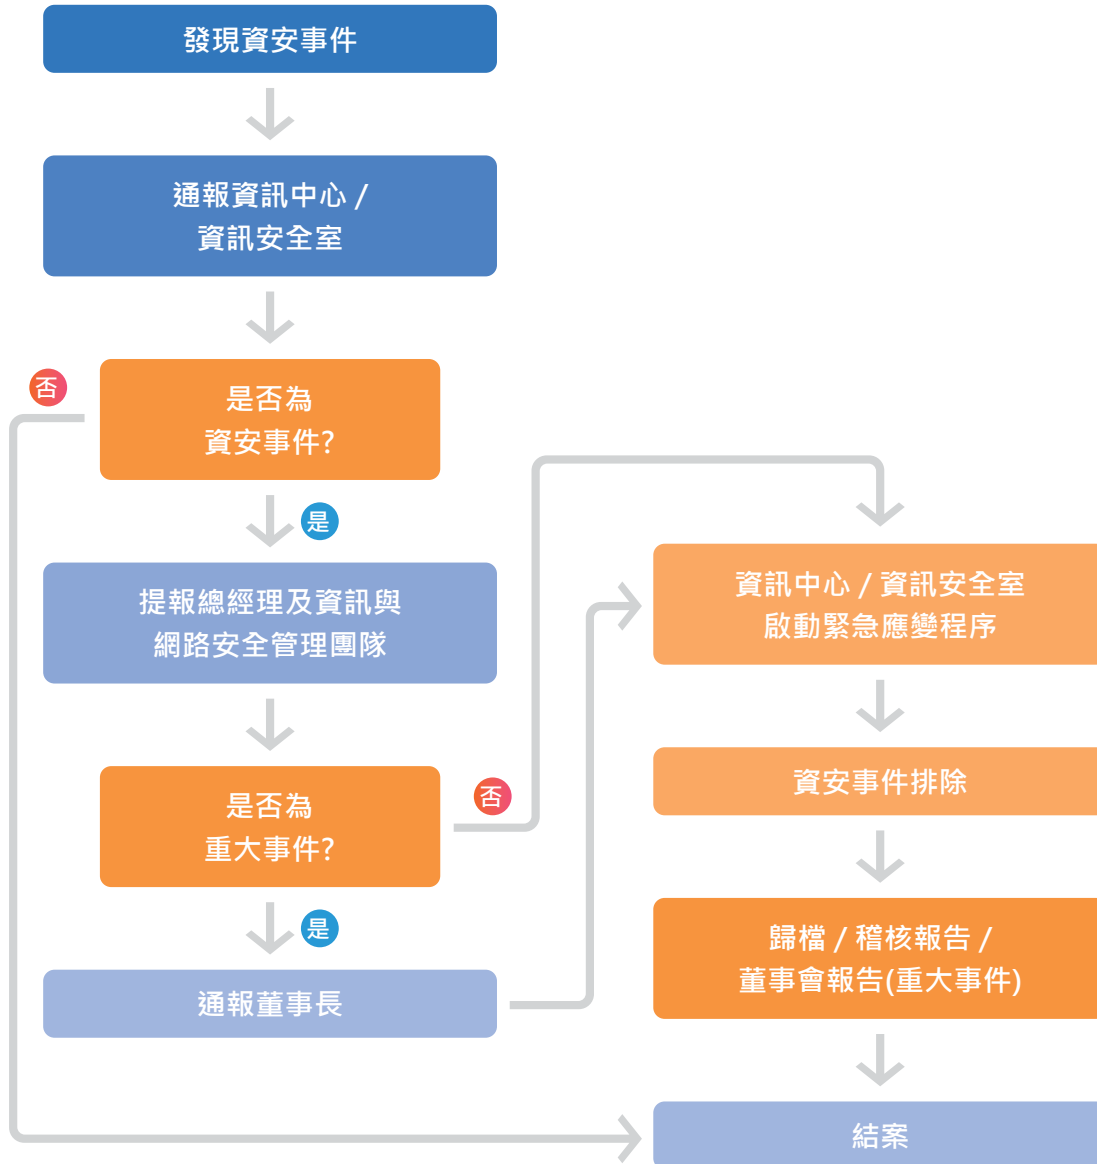 發現資安事件
通報資訊中心 /
資訊安全室
否
是否為
資安事件?
是
提報總經理及資訊與
網路安全管理團隊
是否為
重大事件?
否
是
通報董事長
資訊中心 / 資訊安全室
啟動緊急應變程序
資安事件排除
歸檔 / 稽核報告 /
董事會報告(重大事件)
結案